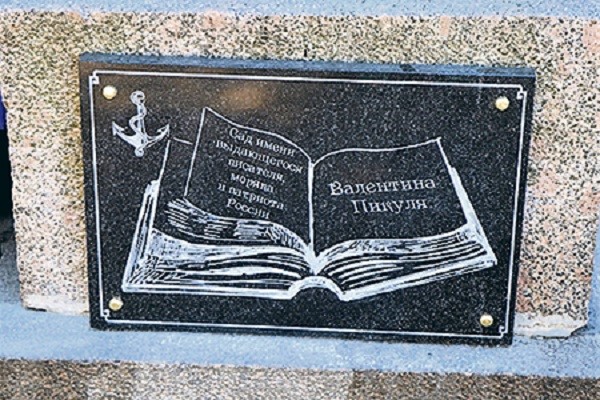 Сад имени
выдающегося
писателя,
моряка
и патриота
России
Валентина
Пикуля